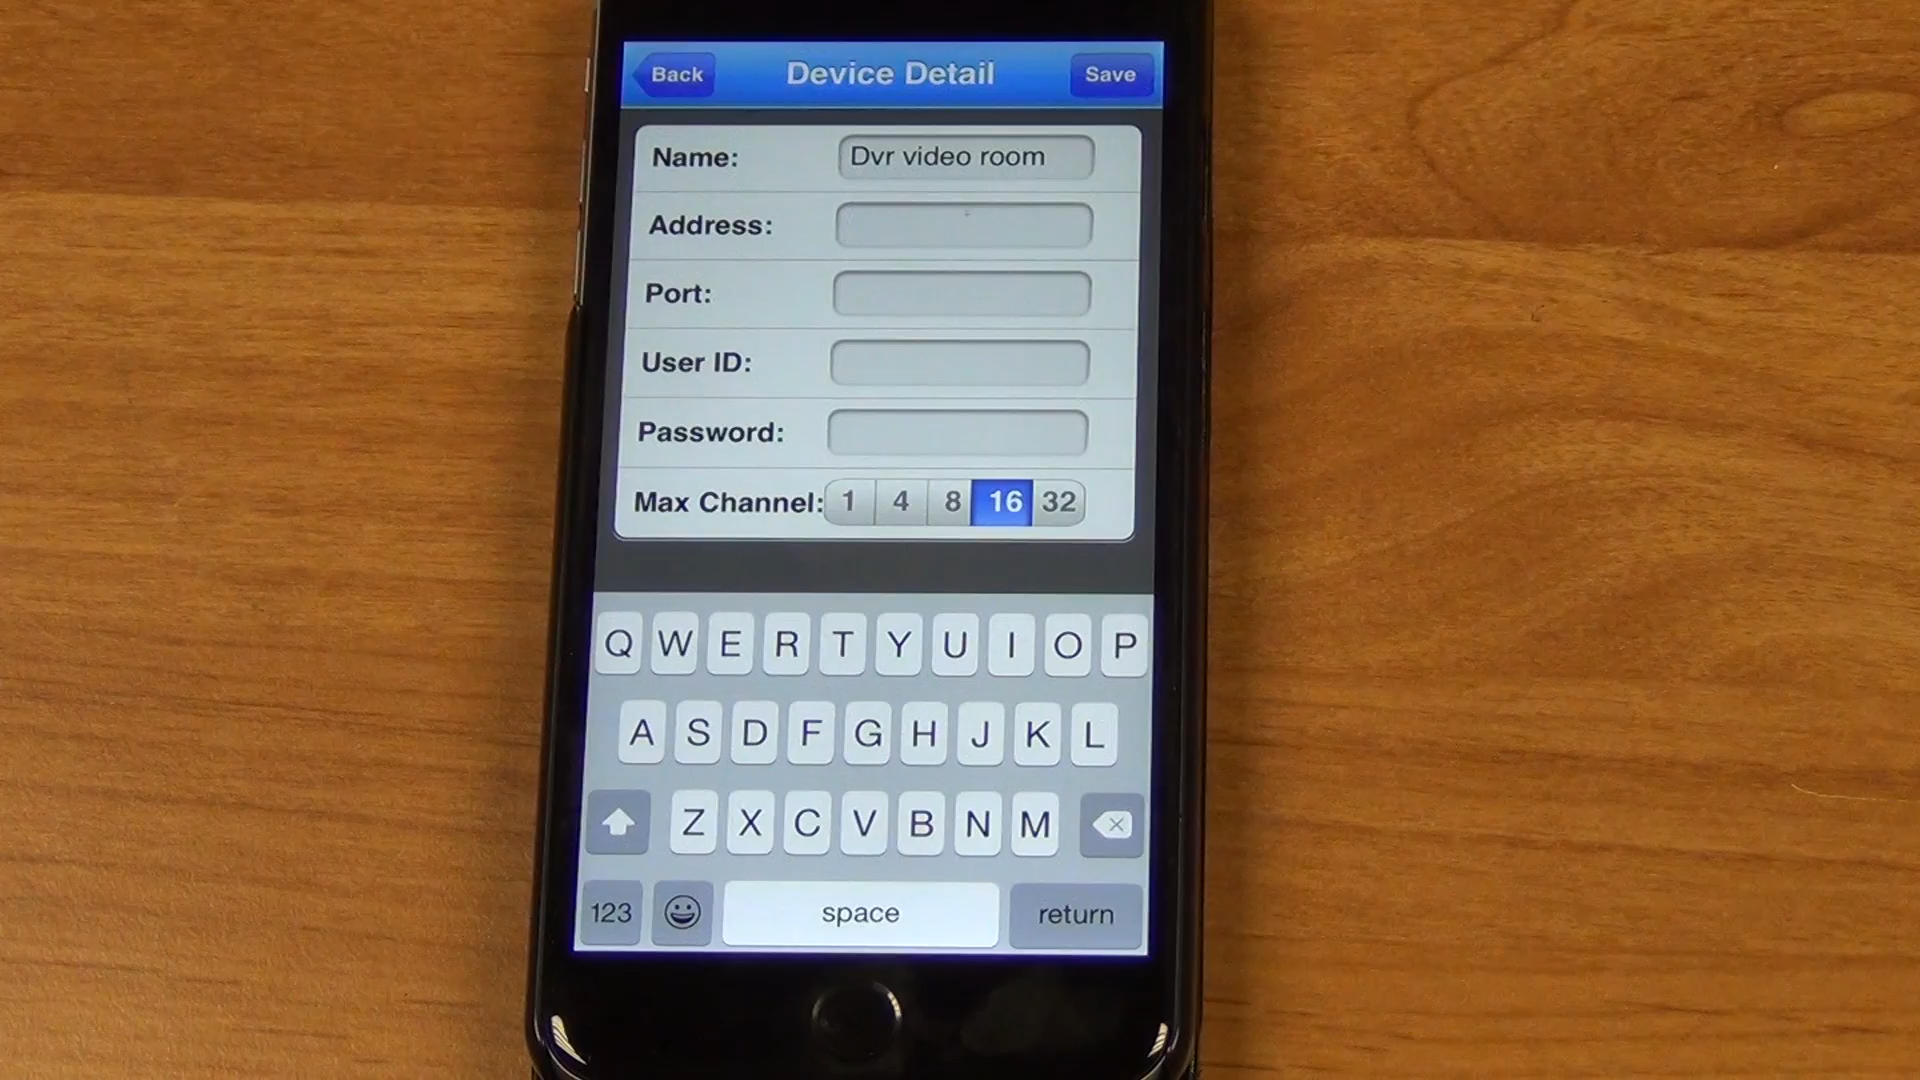 Back Device Detail Save
Name: Dvr video room
Address:
Port:
User ID:
Password:
Max Channel: 1 4 8 16 32
Q W E R T Y U I O P
A S D F G H J K L
Z X C V B N M
123 space return